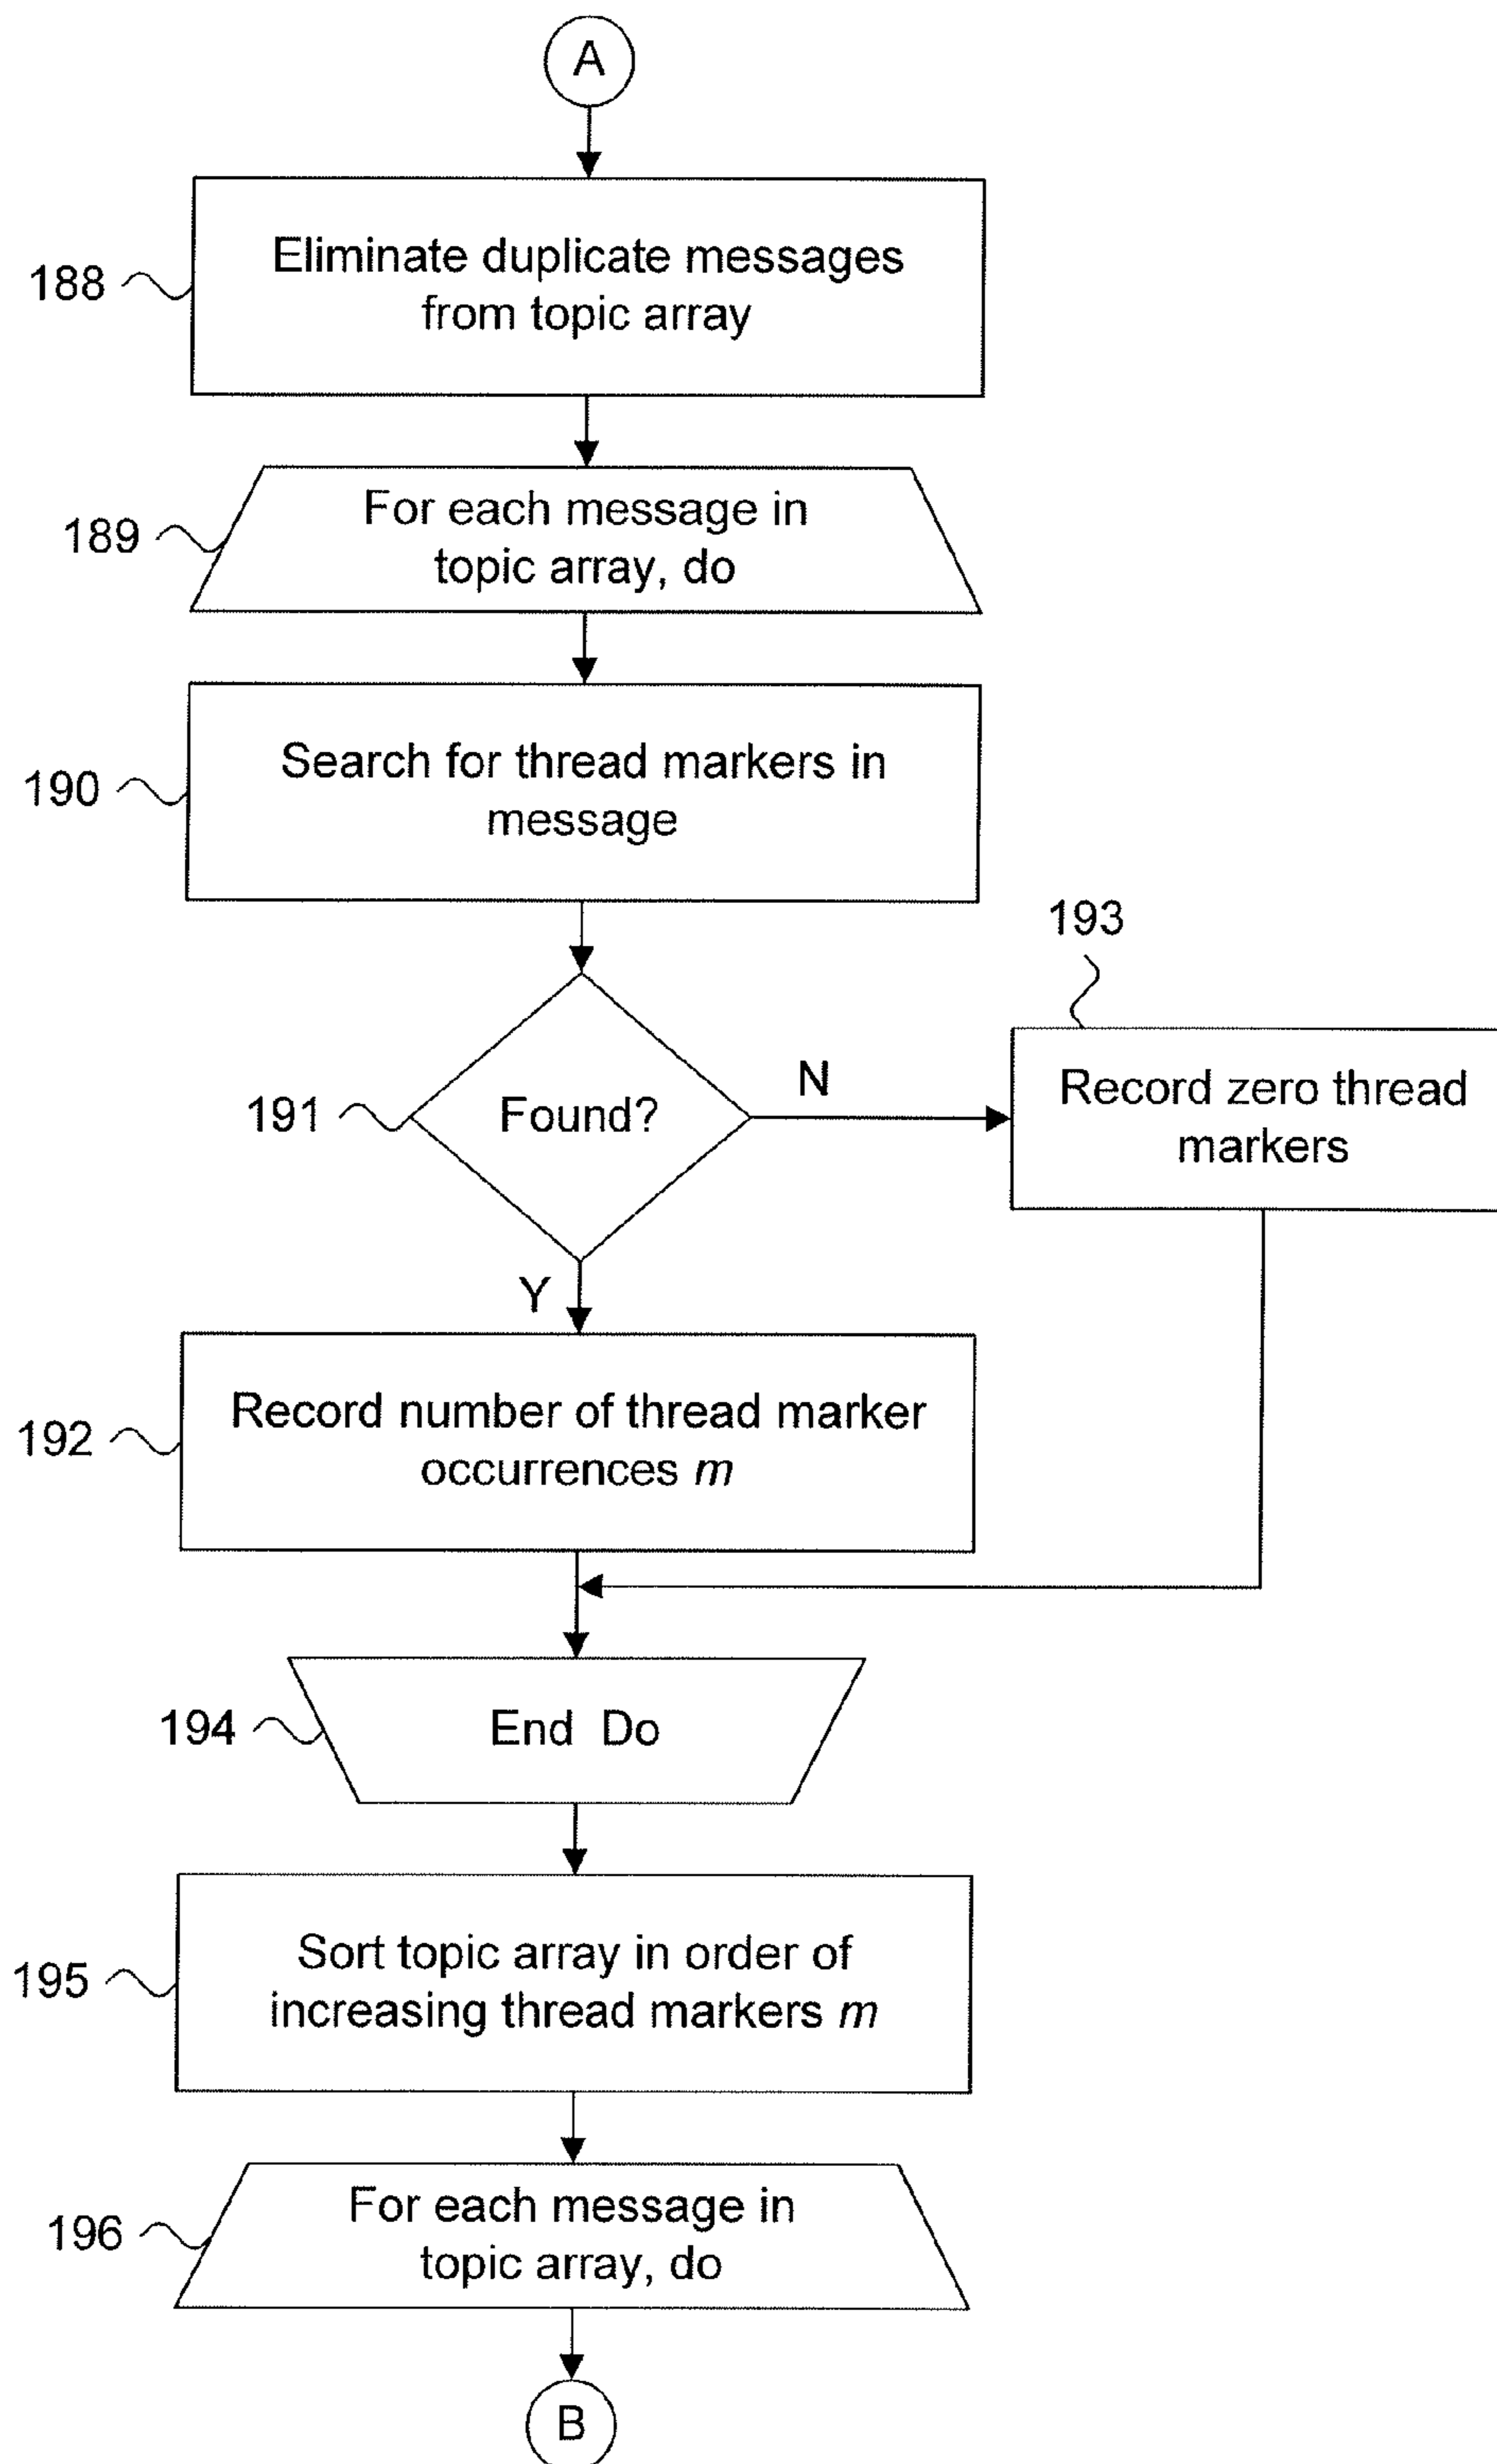 A
188
Eliminate duplicate messages
from topic array
189
For each message in
topic array, do
190
Search for thread markers in
message
193
191
Found?
N
Record zero thread
markers
Y
192
Record number of thread marker
occurrences m
194
End Do
195
Sort topic array in order of
increasing thread markers m
196
For each message in
topic array, do
B